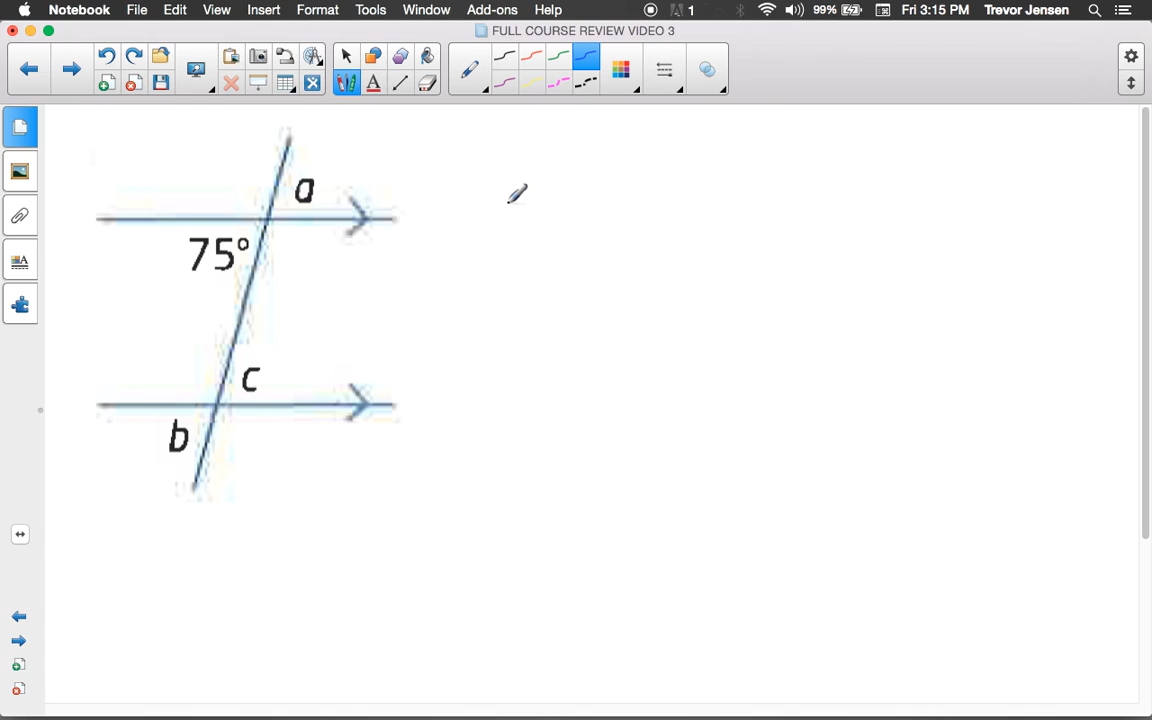 Notebook File Edit View Insert Format Tools Window Add-ons Help 1 99% Fri 3:15 PM Trevor Jensen
FULL COURSE REVIEW VIDEO 3
A
a
75°
c
b